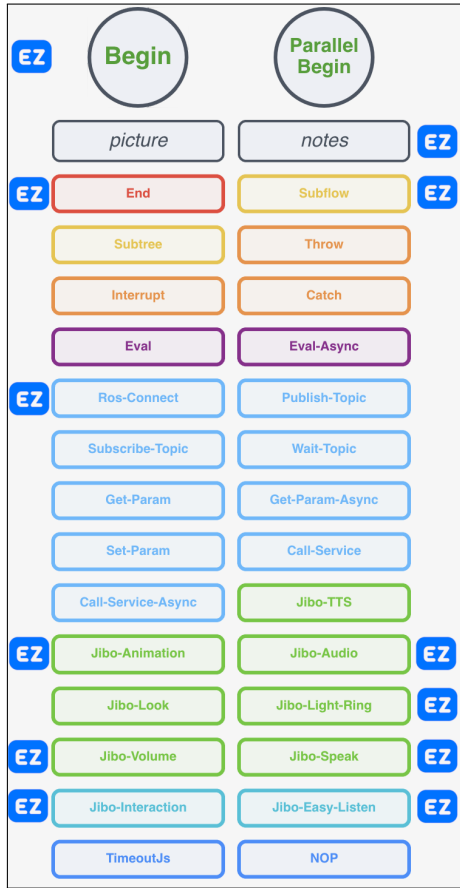 EZ
Begin
Parallel
Begin
picture
notes
EZ
EZ
End
Subflow
EZ
Subtree
Throw
Interrupt
Catch
Eval
Eval-Async
EZ
Ros-Connect
Publish-Topic
Subscribe-Topic
Wait-Topic
Get-Param
Get-Param-Async
Set-Param
Call-Service
Call-Service-Async
Jibo-TTS
EZ
Jibo-Animation
Jibo-Audio
EZ
Jibo-Look
Jibo-Light-Ring
EZ
EZ
Jibo-Volume
Jibo-Speak
EZ
EZ
Jibo-Interaction
Jibo-Easy-Listen
EZ
TimeoutJs
NOP